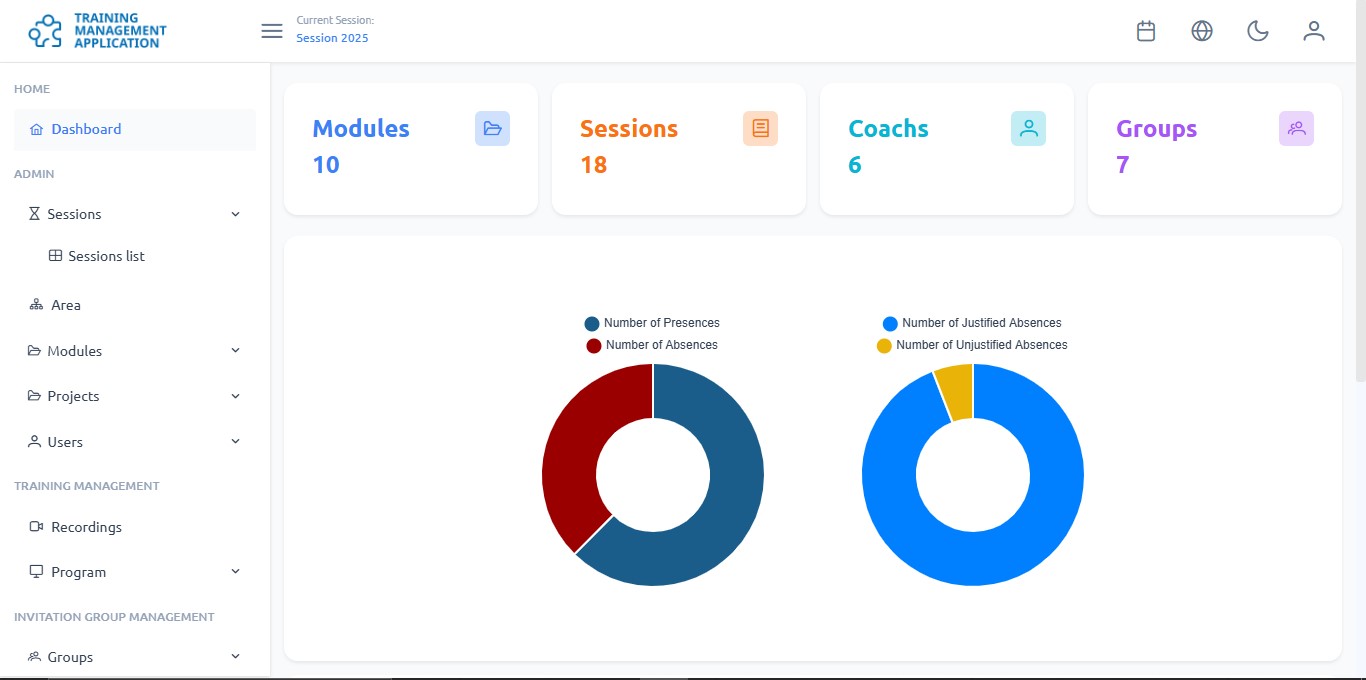 TRAINING
MANAGEMENT
APPLICATION
Current Session:
Session 2025
HOME
Dashboard
ADMIN
Sessions
Sessions list
Area
Modules
Projects
Users
TRAINING MANAGEMENT
Recordings
Program
INVITATION GROUP MANAGEMENT
Groups
Modules
10
Sessions
18
Coachs
6
Groups
7
Number of Presences
Number of Absences
Number of Justified Absences
Number of Unjustified Absences